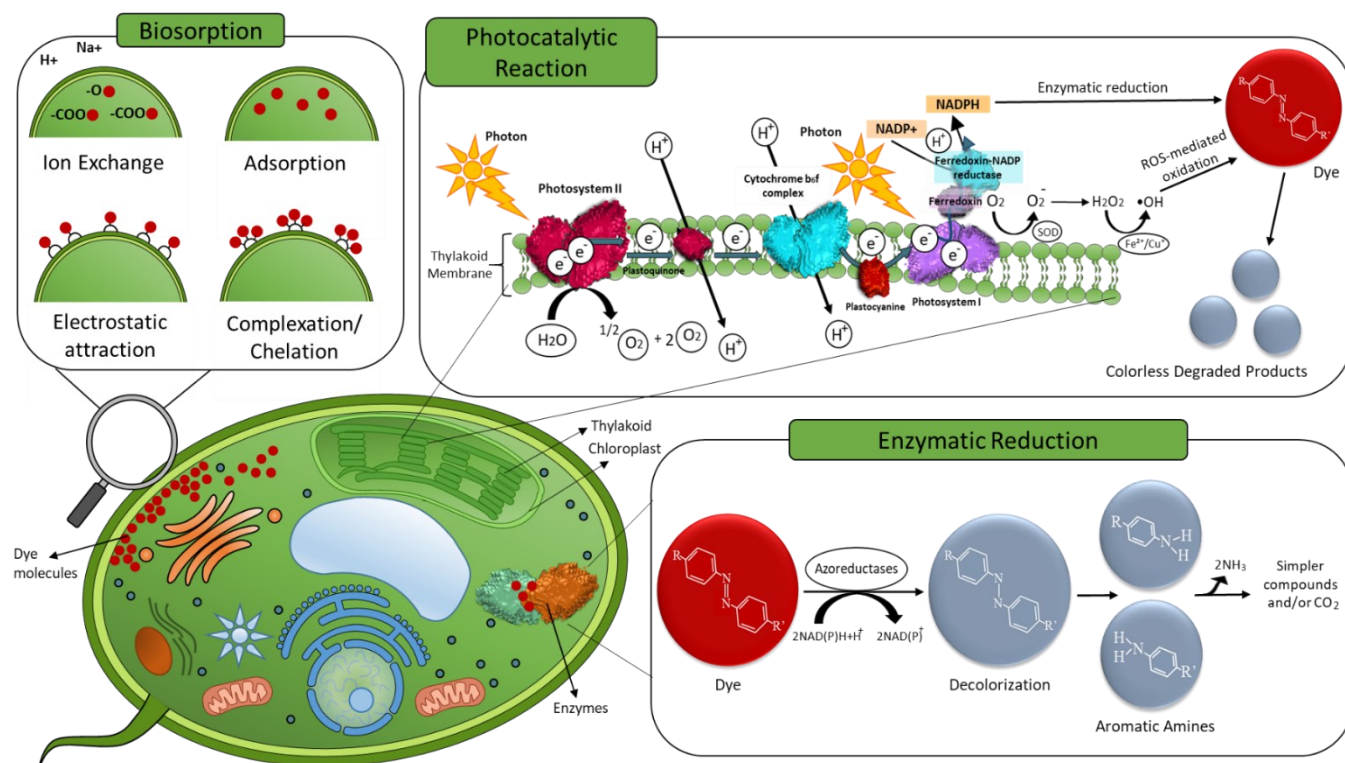 Biosorption
H+
Na+
-O
-COO
-COO
Ion Exchange
Adsorption
Electrostatic
attraction
Complexation/
Chelation
Photocatalytic
Reaction
Photon
Photosystem II
H⁺
H⁺
Cytochrome b₆f
complex
Photon
NADP+
H⁺
NADPH
Ferredoxin-NADP
reductase
Ferredoxin
Enzymatic reduction
ROS-mediated
oxidation
R
N
N
R'
Dye
O₂
O₂⁻
SOD
H₂O₂
•OH
Fe²⁺/Cu⁺
Thylakoid
Membrane
e⁻
e⁻
e⁻
Plastoquinone
e⁻
e⁻
Plastocyanine
e⁻
e⁻
Photosystem I
H2O
1/2 O₂ + 2 O₂
H⁺
H⁺
Colorless Degraded Products
Thylakoid
Chloroplast
Dye
molecules
Enzymes
Enzymatic Reduction
R
N
N
R'
Dye
Azoreductases
2NAD(P)H+H⁺
2NAD(P)⁺
R
N
N
R'
Decolorization
R
N
H
H
H
H
N
R'
Aromatic Amines
2NH₃
Simpler
compounds
and/or CO₂